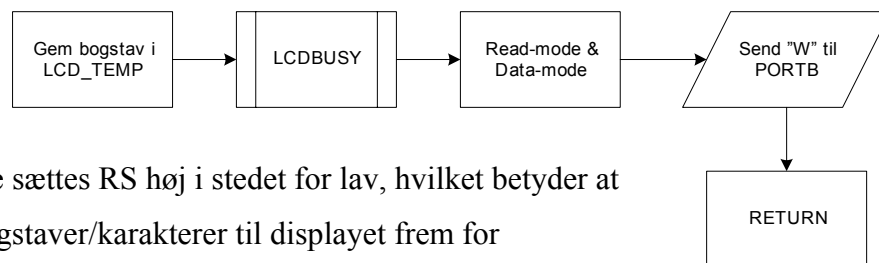 Gem bogstav i
LCD_TEMP
LCDBUSY
Read-mode &
Data-mode
Send ”W” til
PORTB
sættes RS høj i stedet for lav, hvilket betyder at
RETURN
gstaver/karakterer til displayet frem for